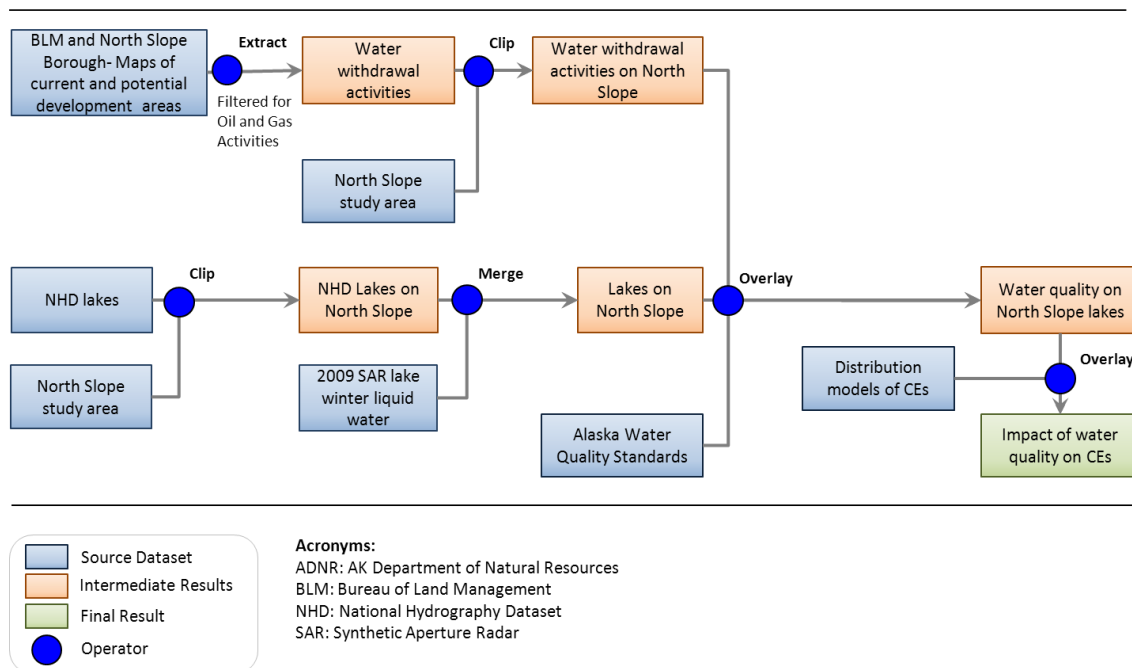 BLM and North Slope
Borough- Maps of
current and potential
development areas
Extract
Filtered for
Oil and Gas
Activities
Water
withdrawal
activities
Clip
Water withdrawal
activities on North
Slope
North Slope
study area
NHD lakes
Clip
NHD Lakes on
North Slope
Merge
Lakes on
North Slope
Overlay
Water quality on
North Slope lakes
North Slope
study area
2009 SAR lake
winter liquid
water
Alaska Water
Quality Standards
Distribution
models of CEs
Overlay
Impact of water
quality on CEs
Source Dataset
Intermediate Results
Final Result
Operator
Acronyms:
ADNR: AK Department of Natural Resources
BLM: Bureau of Land Management
NHD: National Hydrography Dataset
SAR: Synthetic Aperture Radar